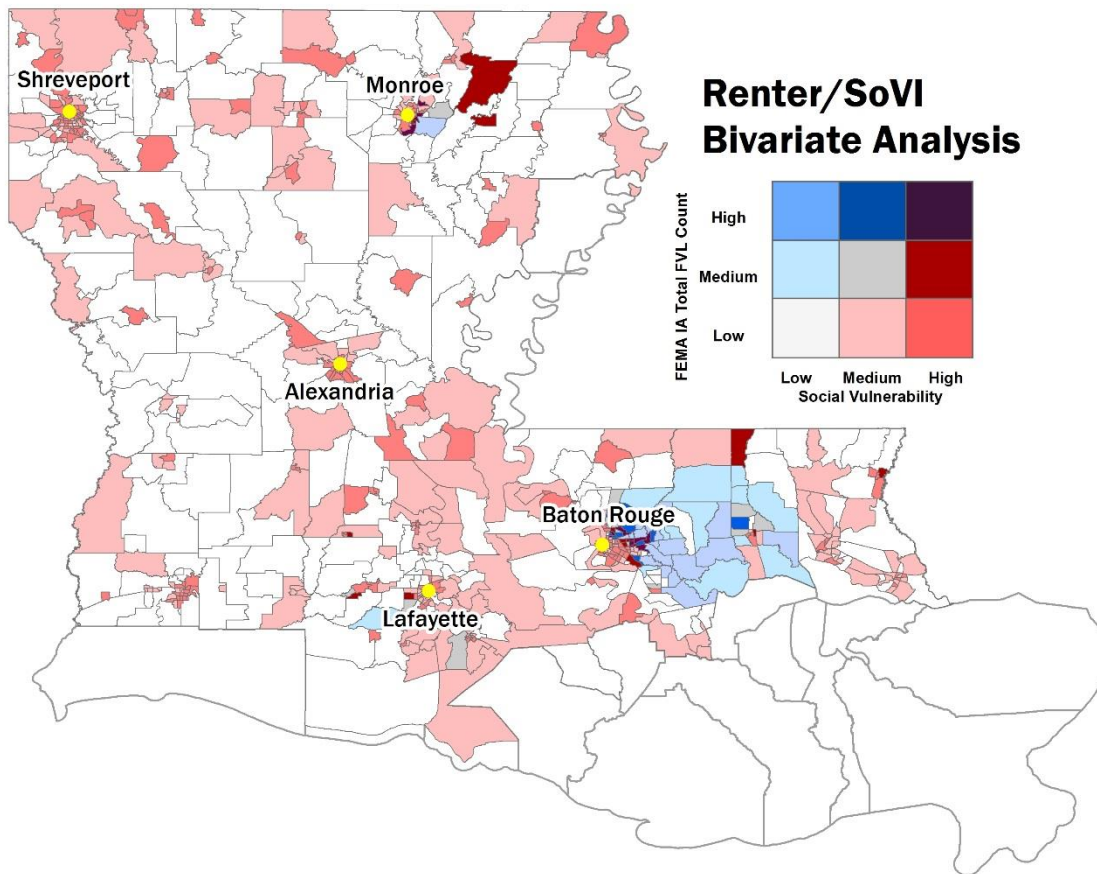 Shreveport
Monroe
Renter/SoVI
Bivariate Analysis
FEMA IA Total FVL Count
High
Medium
Low
Low Medium High
Social Vulnerability
Alexandria
Baton Rouge
Lafayette